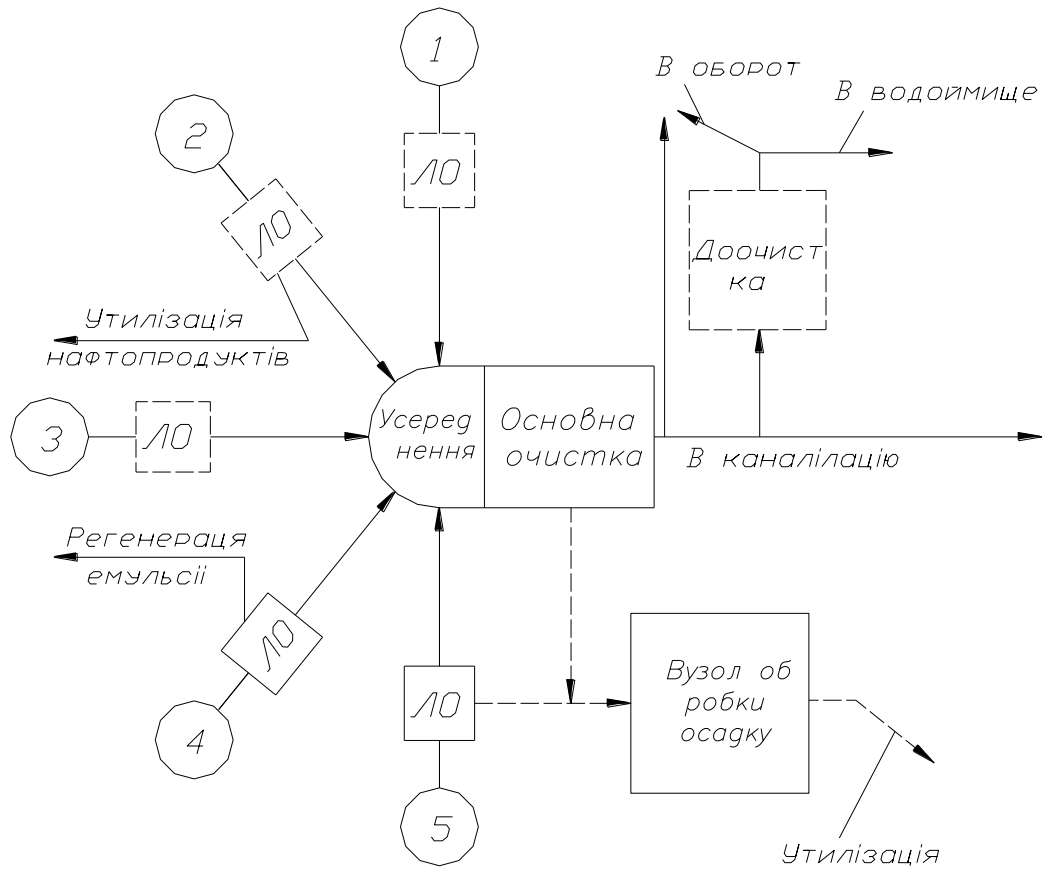 1
В оборот
В водоймище
2
ЛО
ЛО
Доочист
ка
Утилізація
нафтопродуктів
3
ЛО
Усеред
нення
Основна
очистка
В каналілацію
Регенераця
емульсії
ЛО
4
ЛО
5
Вузол об
робки
осадку
Утилізація